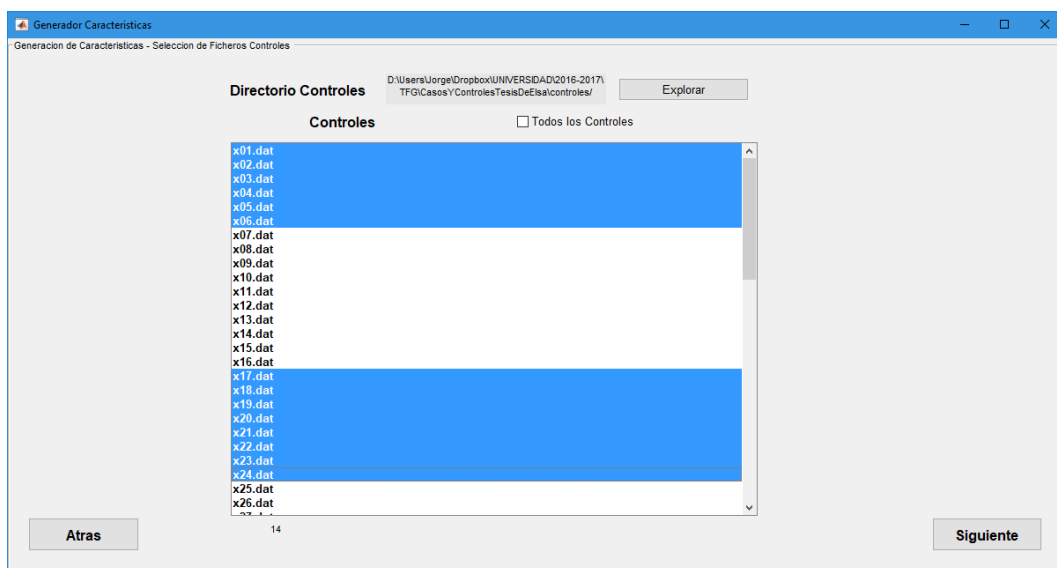 Generador Caracteristicas
Generacion de Caracteristicas - Seleccion de Ficheros Controles
Directorio Controles
D:\Users\Jorge\Dropbox\UNIVERSIDAD\2016-2017\
TFG\CasosYControlesTesisDeElsa\controles/
Explorar
Controles
Todos los Controles
x01.dat
x02.dat
x03.dat
x04.dat
x05.dat
x06.dat
x07.dat
x08.dat
x09.dat
x10.dat
x11.dat
x12.dat
x13.dat
x14.dat
x15.dat
x16.dat
x17.dat
x18.dat
x19.dat
x20.dat
x21.dat
x22.dat
x23.dat
x24.dat
x25.dat
x26.dat
14
Atras
Siguiente